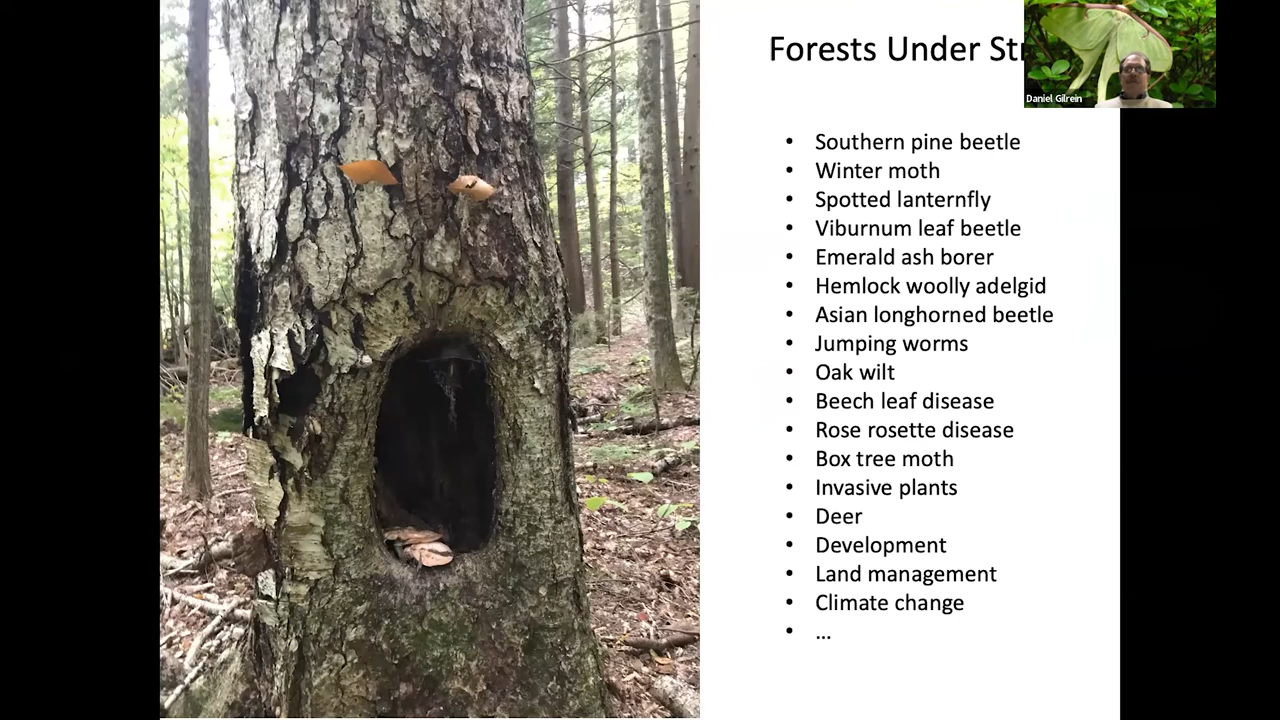 Forests Under Str
Daniel Gilrein
• Southern pine beetle
• Winter moth
• Spotted lanternfly
• Viburnum leaf beetle
• Emerald ash borer
• Hemlock woolly adelgid
• Asian longhorned beetle
• Jumping worms
• Oak wilt
• Beech leaf disease
• Rose rosette disease
• Box tree moth
• Invasive plants
• Deer
• Development
• Land management
• Climate change
• ...